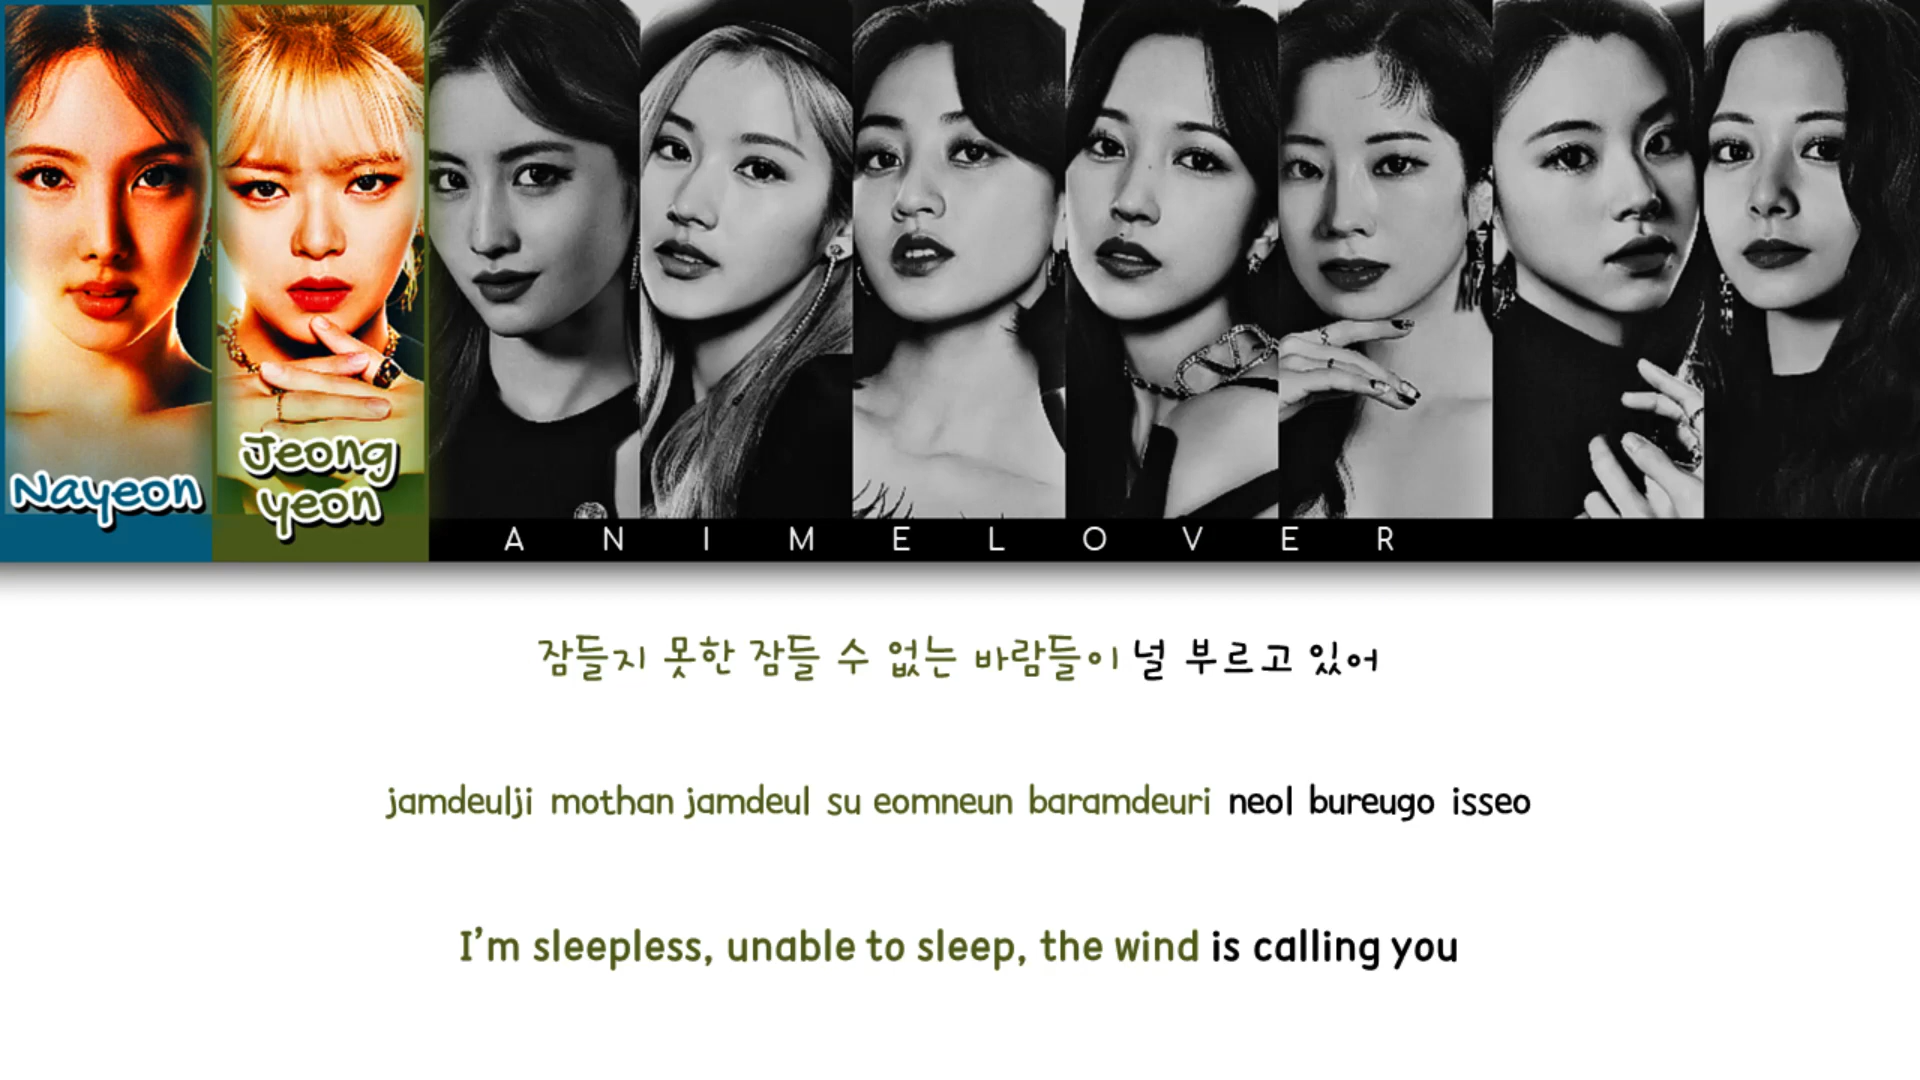 Nayeon
Jeong
yeon
ANIMELOVER
잠들지 못한 잠들 수 없는 바람들이 널 부르고 있어
jamdeulji mothan jamdeul su eomneun baramdeuri neol bureugo isseo
I'm sleepless, unable to sleep, the wind is calling you